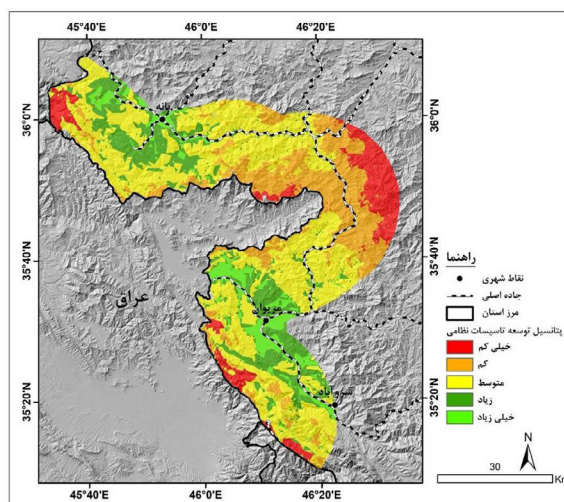 45°40'E
46°0'E
46°20'E
36°0'N
36°0'N
بانه
35°40'N
35°40'N
عراق
مریوان
سروآباد
35°20'N
35°20'N
45°40'E
46°0'E
46°20'E
راهنما
نقاط شهری
جاده اصلی
مرز استان
پتانسیل توسعه تاسیسات نظامی
خیلی کم
کم
متوسط
زیاد
خیلی زیاد
N
30
Km